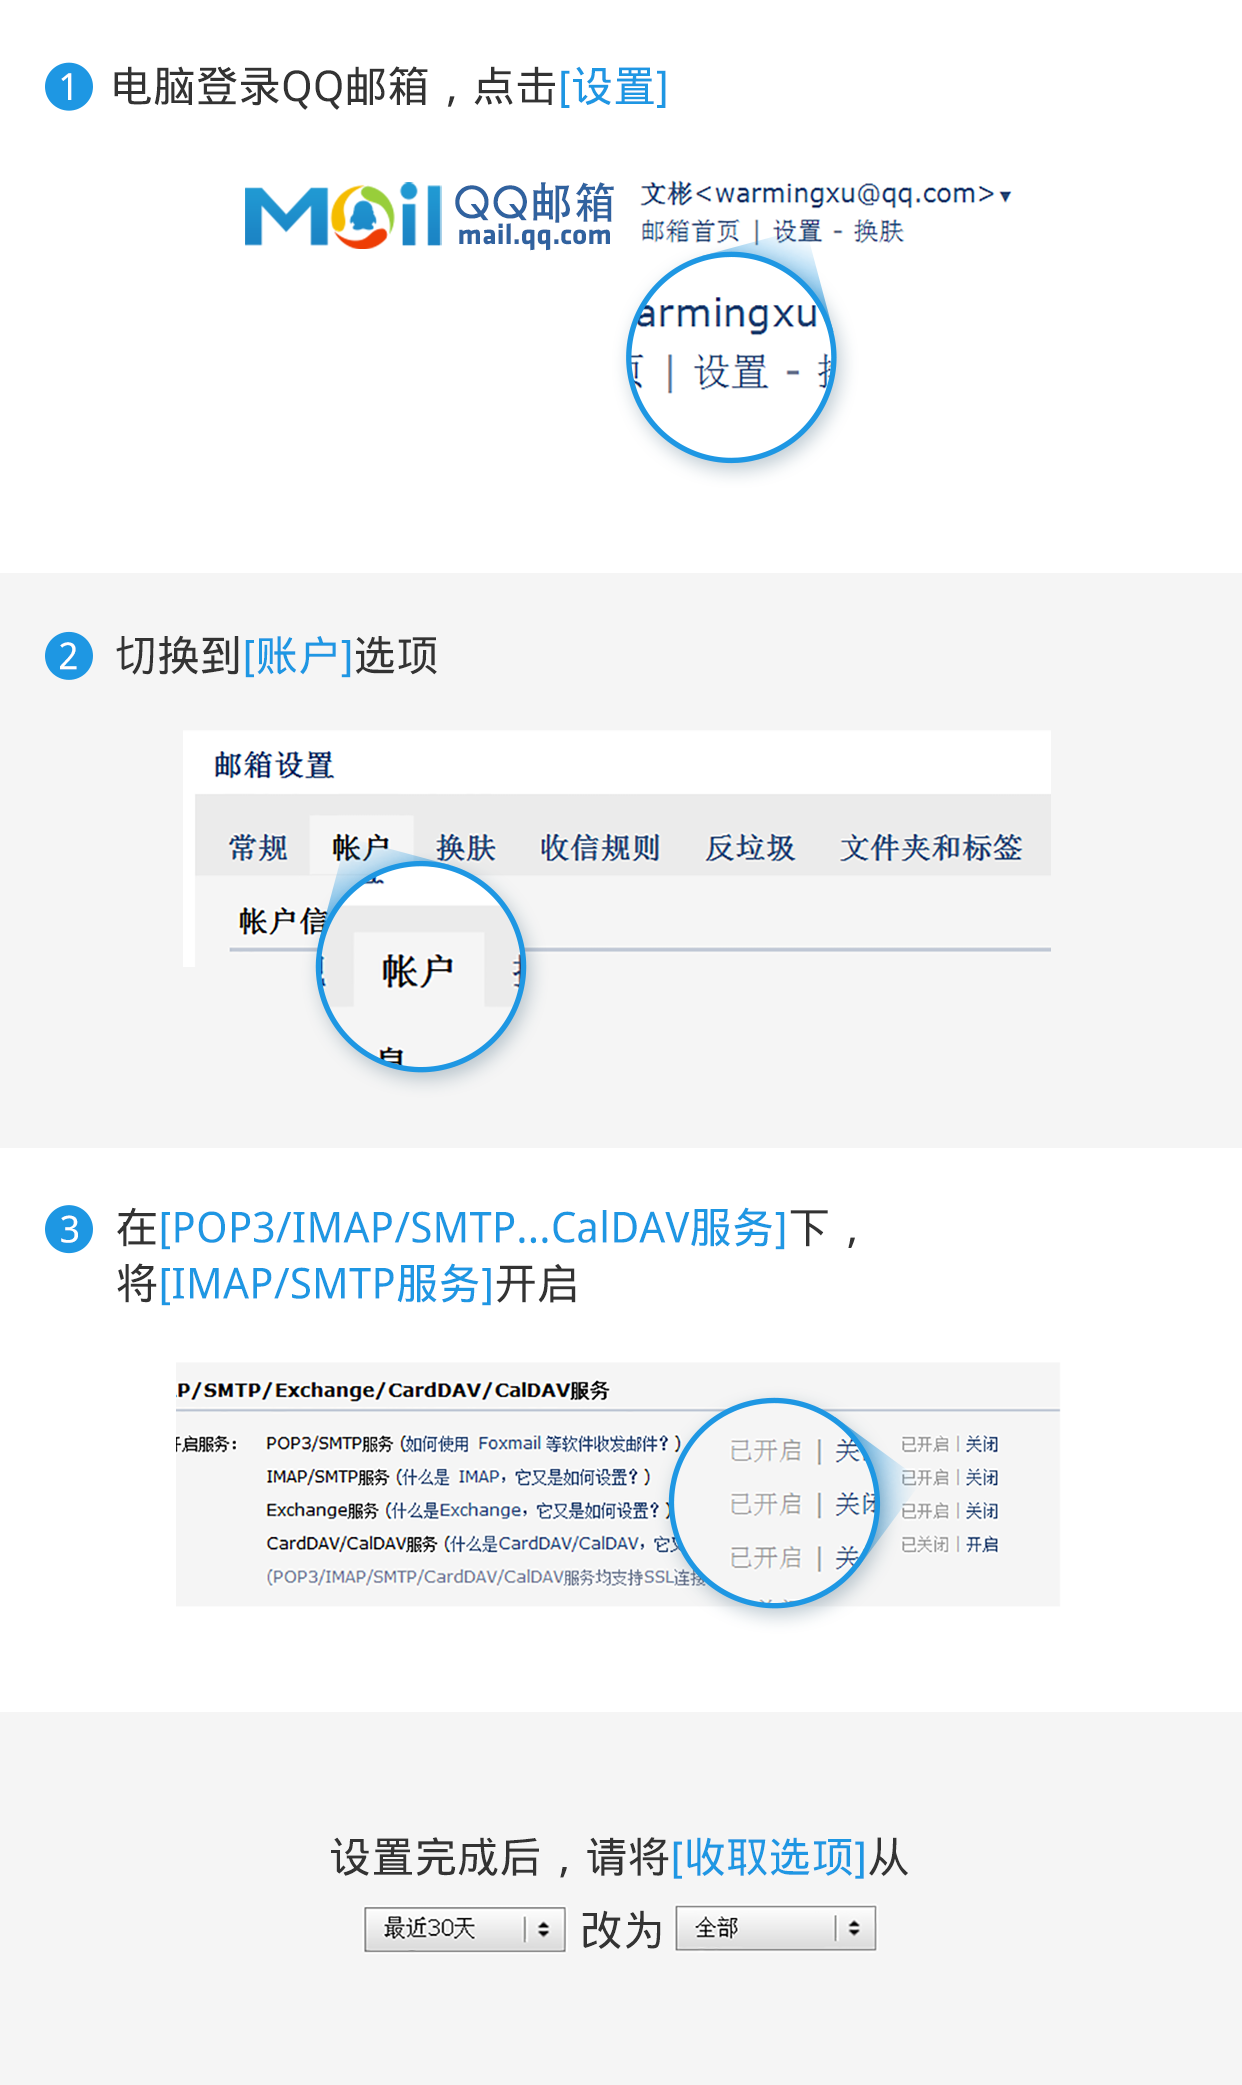 1 电脑登录QQ邮箱，点击[设置]
Mail QQ邮箱
mail.qq.com
文彬<warmingxu@qq.com>▾
邮箱首页 | 设置 - 换肤
armingxu
页 | 设置 - 换
2 切换到[账户]选项
邮箱设置
常规 帐户 换肤 收信规则 反垃圾 文件夹和标签
帐户信
帐户
3 在[POP3/IMAP/SMTP...CalDAV服务]下，
将[IMAP/SMTP服务]开启
AP/SMTP/Exchange/CardDAV/CalDAV服务
开启服务： POP3/SMTP服务 (如何使用 Foxmail 等软件收发邮件？) 已开启 | 关闭
IMAP/SMTP服务 (什么是 IMAP，它又是如何设置？) 已开启 | 关闭
Exchange服务 (什么是Exchange，它又是如何设置？) 已开启 | 关闭
CardDAV/CalDAV服务 (什么是CardDAV/CalDAV，它又 已关闭 | 开启
(POP3/IMAP/SMTP/CardDAV/CalDAV服务均支持SSL连接
已开启 | 关
已开启 | 关闭
已开启 | 关
设置完成后，请将[收取选项]从
最近30天 改为 全部